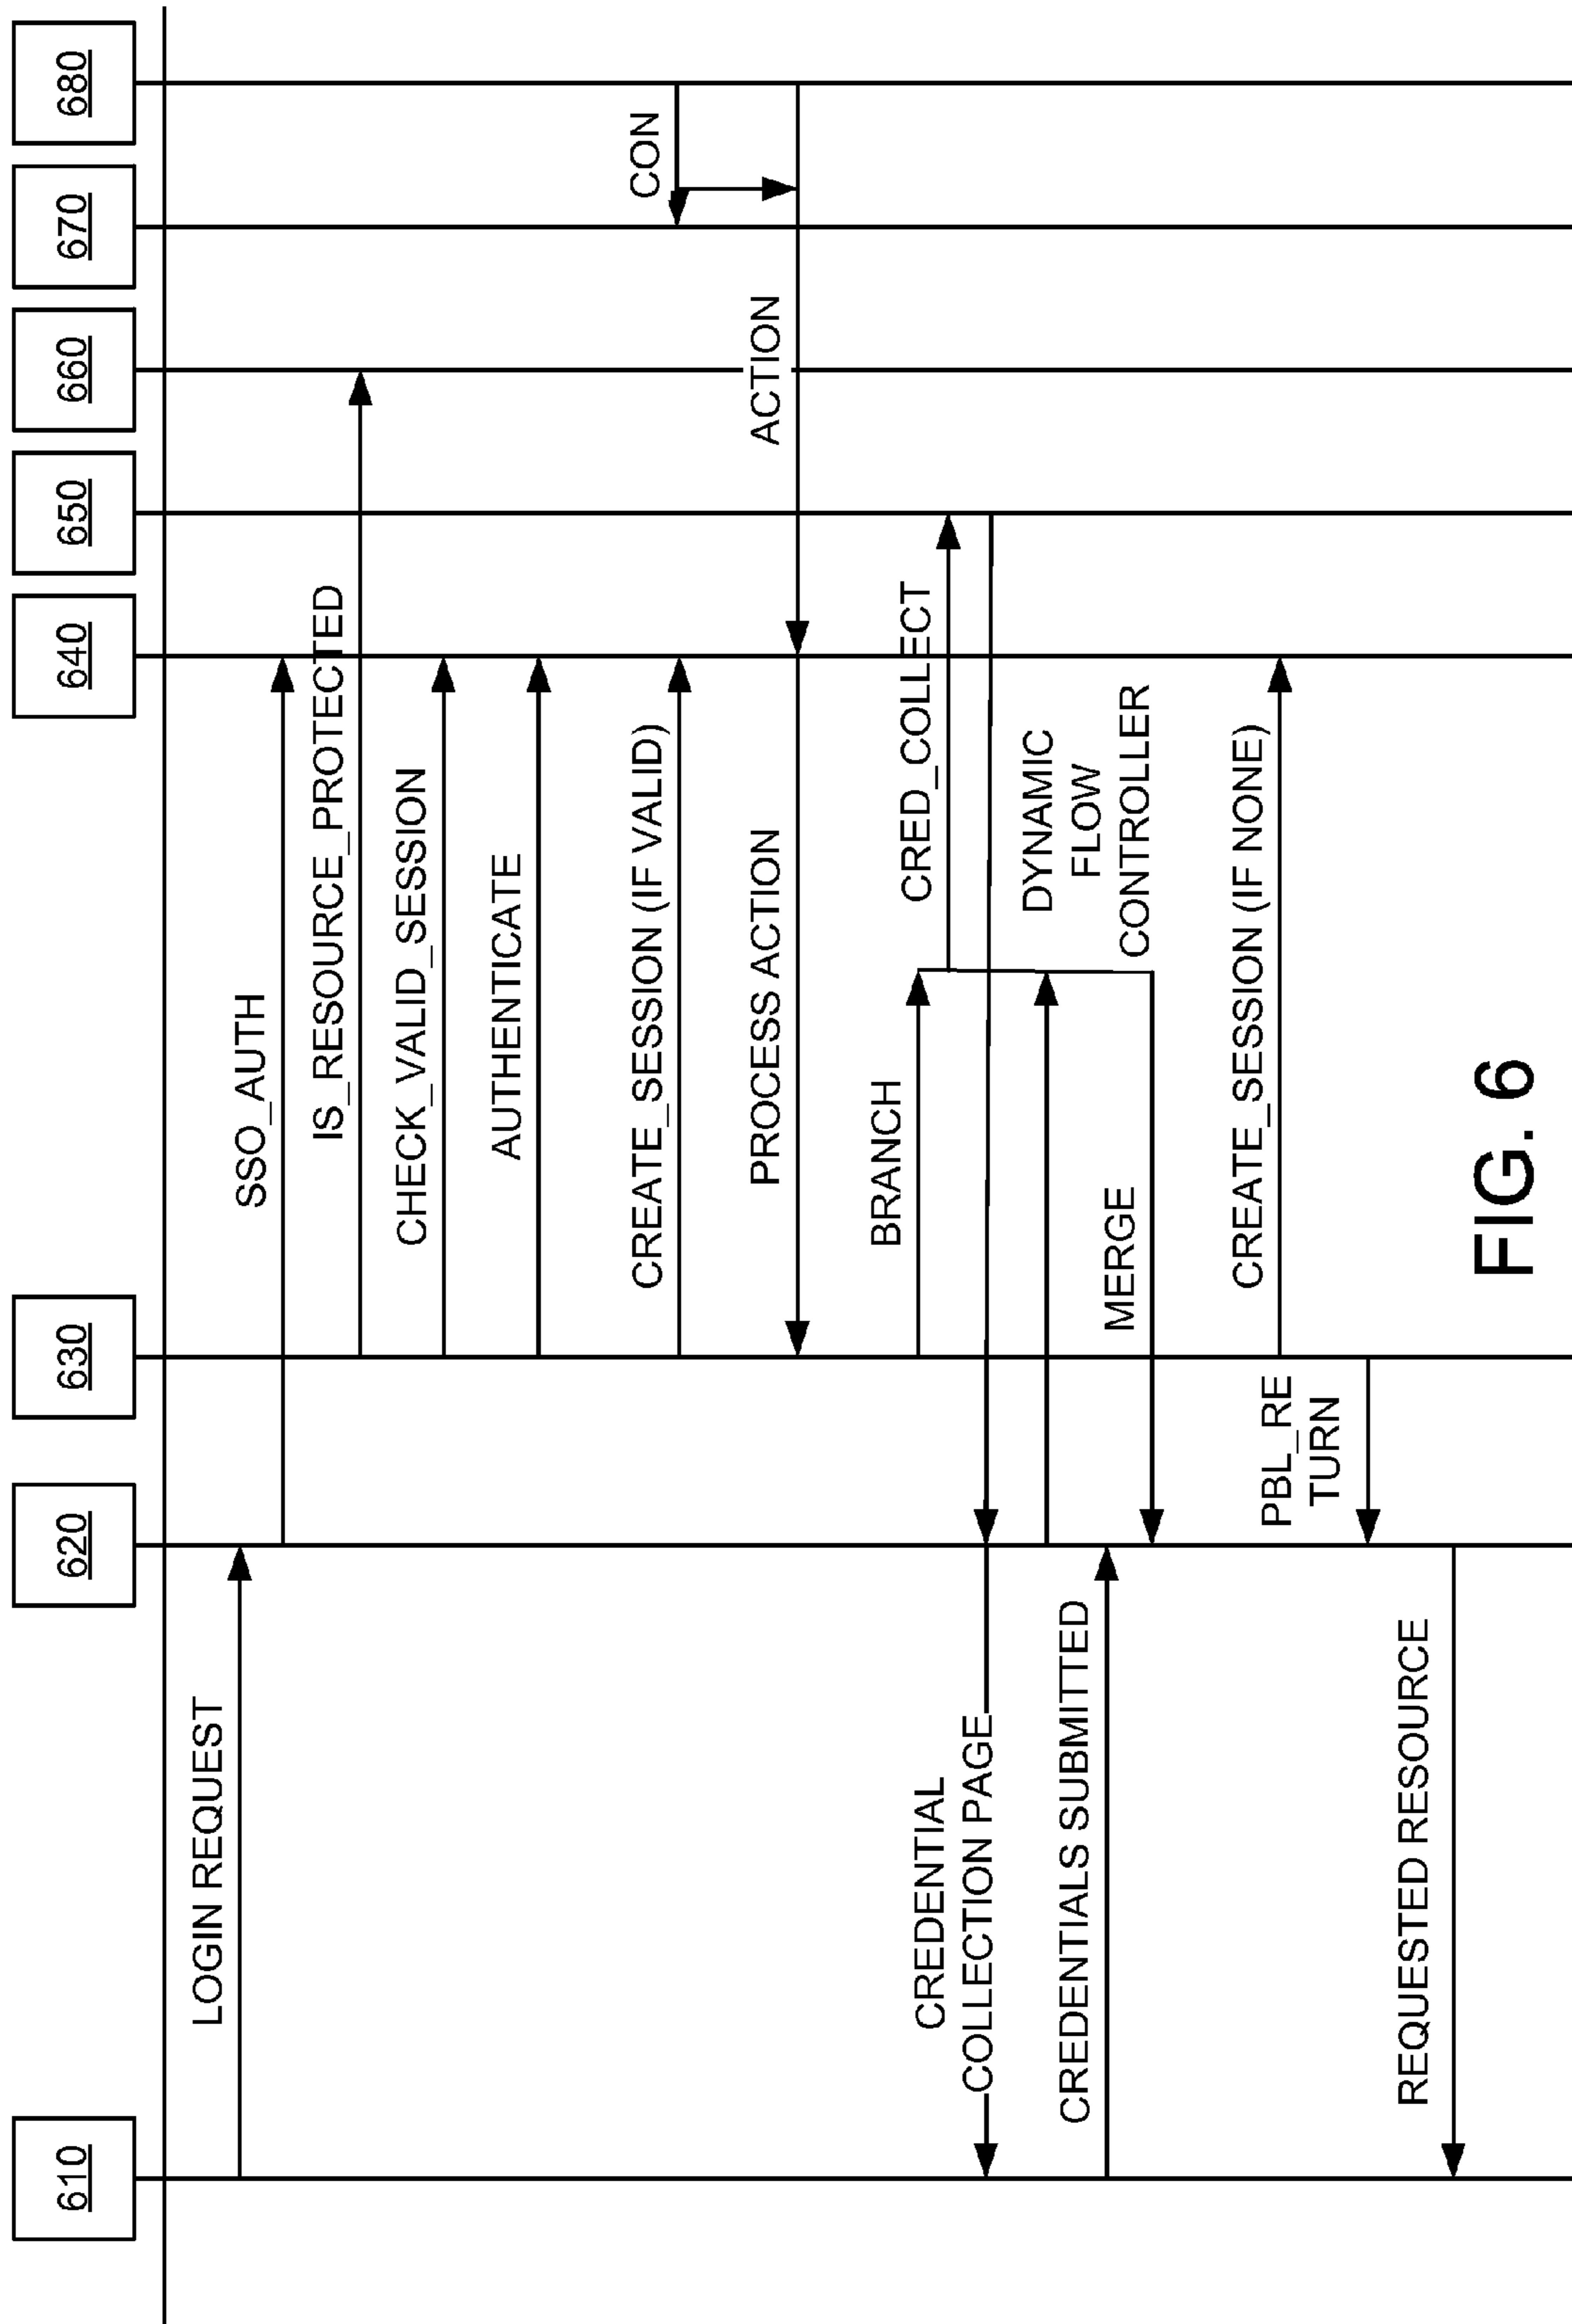 610
620
630
640
650
660
670
680
LOGIN REQUEST
SSO_AUTH
IS_RESOURCE_PROTECTED
CHECK_VALID_SESSION
AUTHENTICATE
CREATE_SESSION (IF VALID)
CON
PROCESS ACTION
ACTION
BRANCH
CRED_COLLECT
CREDENTIAL
COLLECTION PAGE
DYNAMIC
FLOW
CONTROLLER
CREDENTIALS SUBMITTED
MERGE
CREATE_SESSION (IF NONE)
PBL_RE
TURN
REQUESTED RESOURCE
FIG. 6